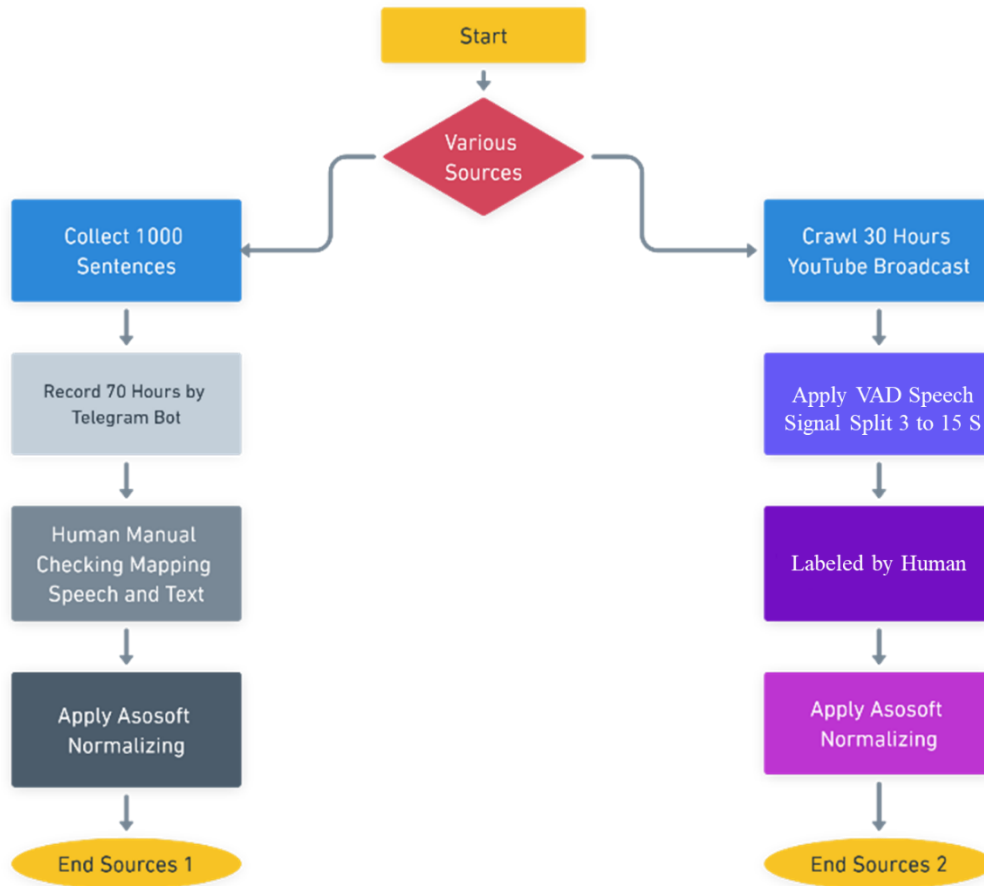 Start
Various
Sources
Collect 1000
Sentences
Record 70 Hours by
Telegram Bot
Human Manual
Checking Mapping
Speech and Text
Apply Asosoft
Normalizing
End Sources 1
Crawl 30 Hours
YouTube Broadcast
Apply VAD Speech
Signal Split 3 to 15 S
Labeled by Human
Apply Asosoft
Normalizing
End Sources 2